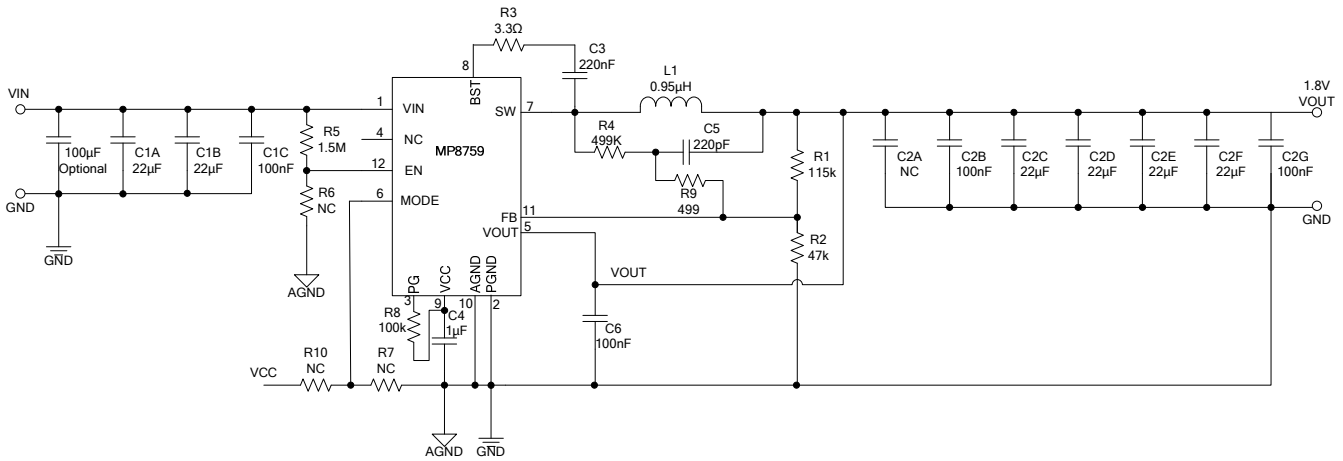 R3
3.3Ω
C3
220nF
8
BST
L1
0.95µH
VIN
1
VIN
SW
7
1.8V
VOUT
R5
1.5M
4
NC
MP8759
R4
499K
C5
220pF
100µF
Optional
C1A
22µF
C1B
22µF
C1C
100nF
12
EN
R1
115k
C2A
NC
C2B
100nF
C2C
22µF
C2D
22µF
C2E
22µF
C2F
22µF
C2G
100nF
R6
NC
6
MODE
R9
499
GND
FB
11
VOUT
5
GND
R2
47k
GND
VOUT
AGND
PG
VCC
AGND
PGND
3
9
10
2
R8
100k
C4
1µF
C6
100nF
R10
NC
R7
NC
VCC
AGND
GND